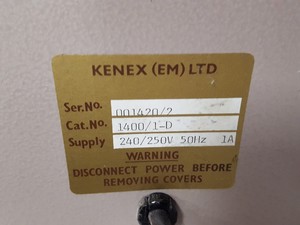 KENEX (EM) LTD
Ser.No. 001420/2
Cat.No. 1400/1-D
Supply 240/250V 50Hz 1A
WARNING
DISCONNECT POWER BEFORE
REMOVING COVERS